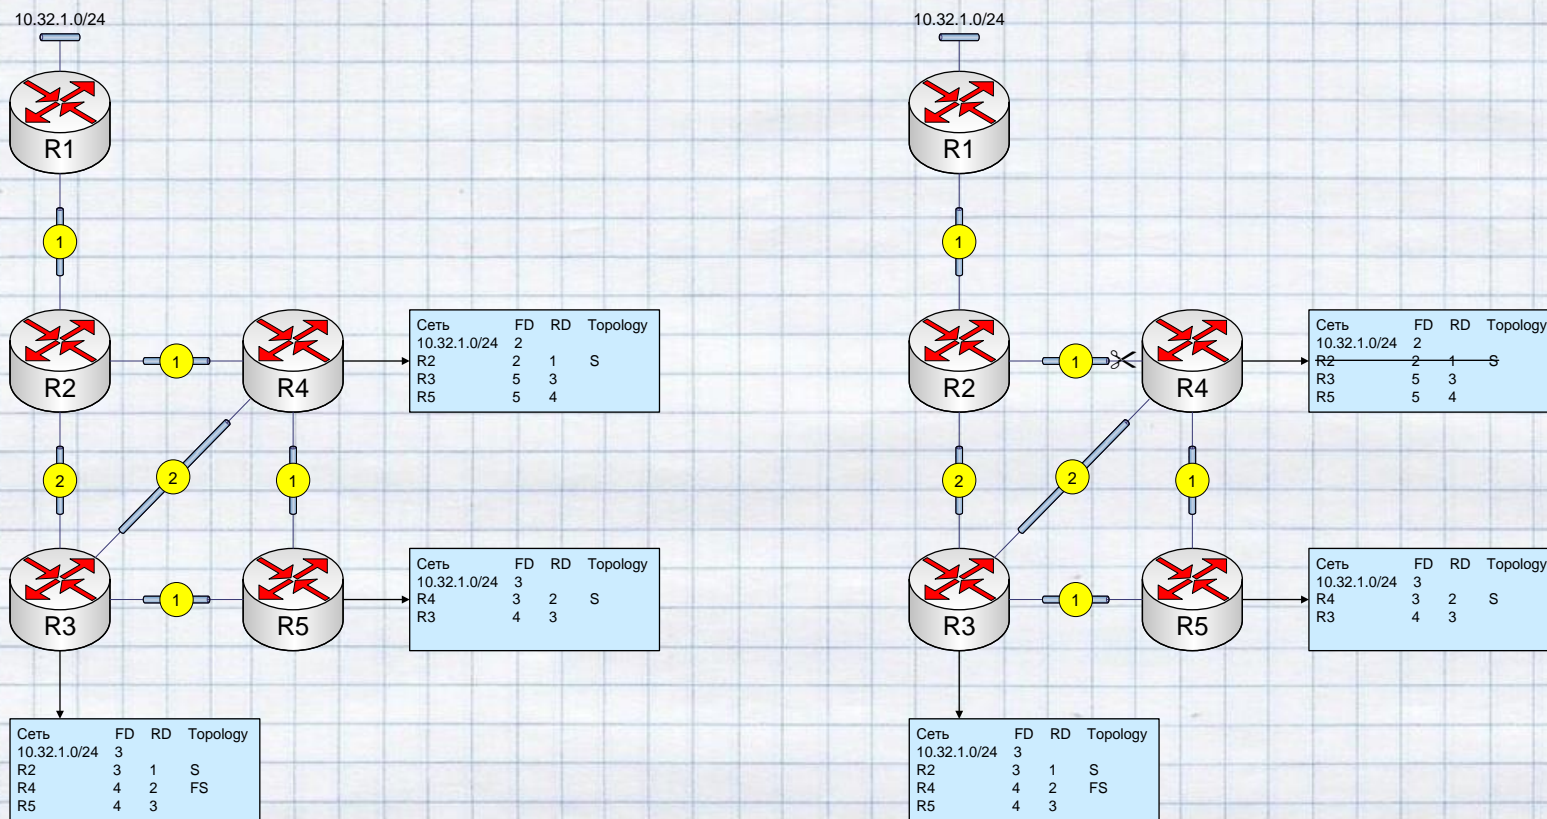 10.32.1.0/24
R1
1
R2
1
R4
Сеть FD RD Topology
10.32.1.0/24 2
R2 2 1 S
R3 5 3
R5 5 4
2
2
1
R3
1
R5
Сеть FD RD Topology
10.32.1.0/24 3
R4 3 2 S
R3 4 3
Сеть FD RD Topology
10.32.1.0/24 3
R2 3 1 S
R4 4 2 FS
R5 4 3
10.32.1.0/24
R1
1
R2
1
R4
Сеть FD RD Topology
10.32.1.0/24 2
R2 2 1 S
R3 5 3
R5 5 4
2
2
1
R3
1
R5
Сеть FD RD Topology
10.32.1.0/24 3
R4 3 2 S
R3 4 3
Сеть FD RD Topology
10.32.1.0/24 3
R2 3 1 S
R4 4 2 FS
R5 4 3